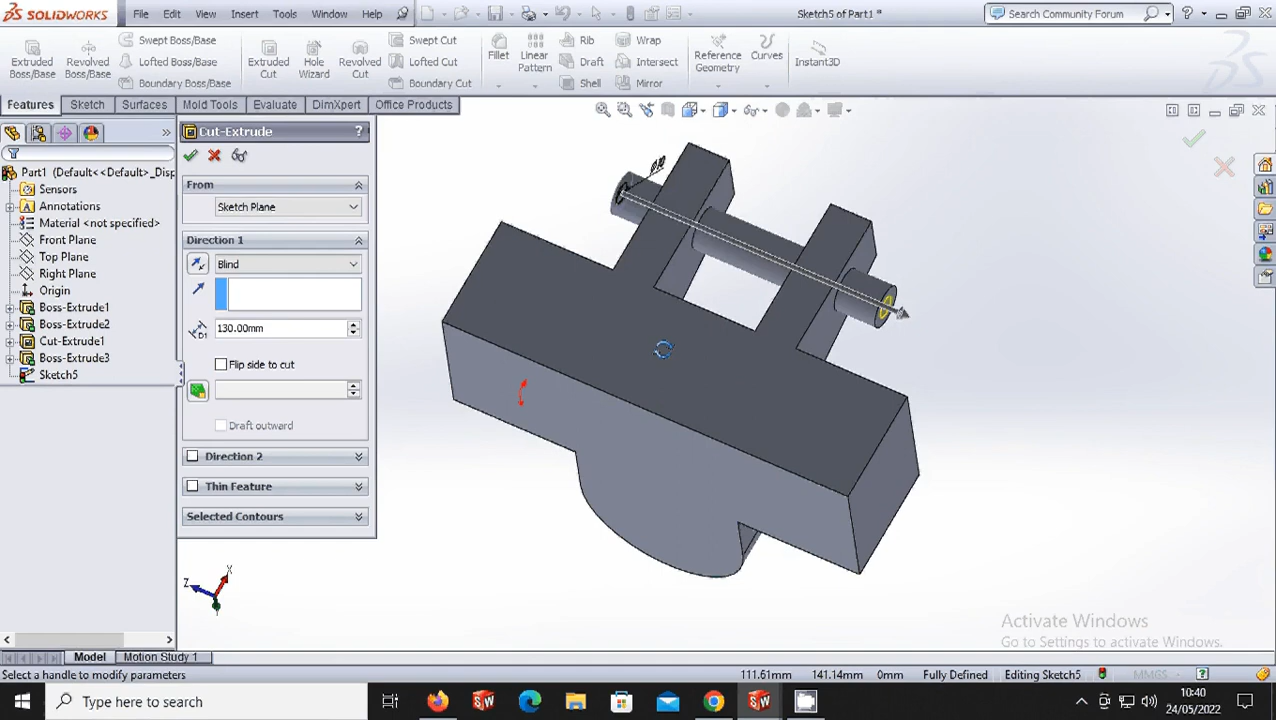 SOLIDWORKS File Edit View Insert Tools Window Help Sketch5 of Part1 * Search Community Forum ?
Extruded Boss/Base Revolved Boss/Base Swept Boss/Base Lofted Boss/Base Boundary Boss/Base Extruded Cut Hole Wizard Revolved Cut Swept Cut Lofted Cut Boundary Cut Fillet Linear Pattern Rib Draft Shell Wrap Intersect Mirror Reference Geometry Curves Instant3D
Features Sketch Surfaces Mold Tools Evaluate DimXpert Office Products
Cut-Extrude ?
Part1 (Default<<Default>_Disp
Sensors
Annotations
Material <not specified>
Front Plane
Top Plane
Right Plane
Origin
Boss-Extrude1
Boss-Extrude2
Cut-Extrude1
Boss-Extrude3
Sketch5
From
Sketch Plane
Direction 1
Blind
D1 130.00mm
Flip side to cut
Draft outward
Direction 2
Thin Feature
Selected Contours
X
Z
Activate Windows
Go to Settings to activate Windows.
Model Motion Study 1
Select a handle to modify parameters 111.61mm 141.14mm 0mm Fully Defined Editing Sketch5 MMGS ?
Type here to search
10:40
24/05/2022